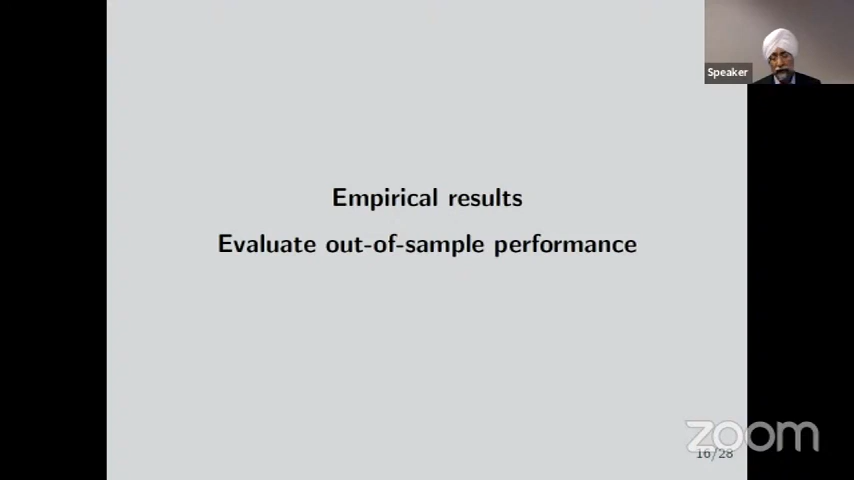 Speaker
Empirical results
Evaluate out-of-sample performance
zoom
16/28